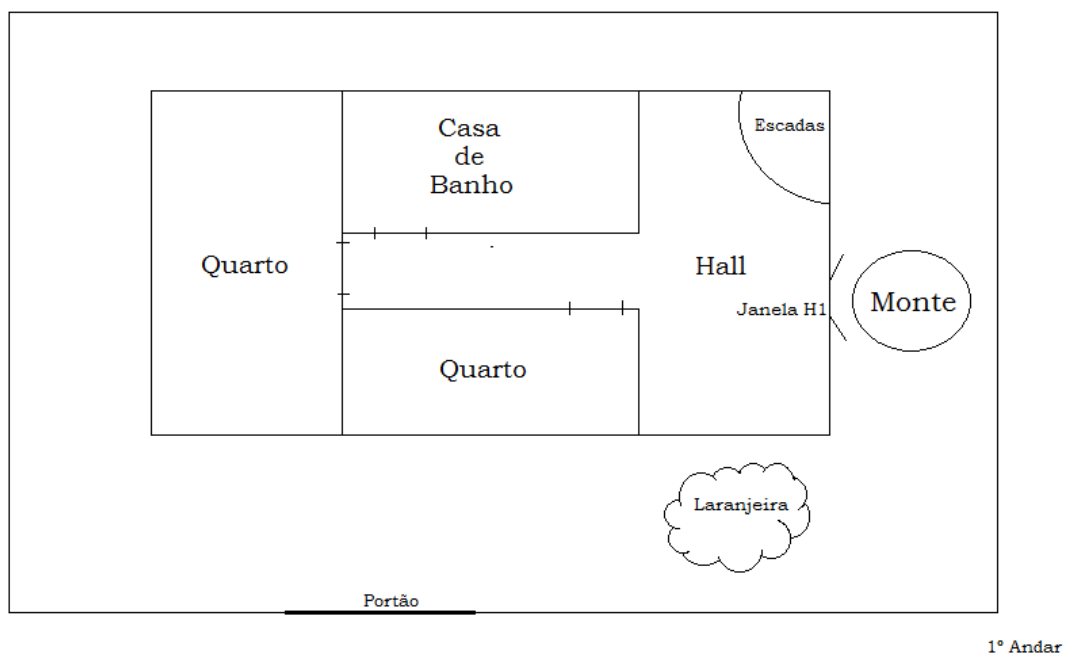 Casa
de
Banho
Escadas
Quarto
Hall
Janela H1
Monte
Quarto
Laranjeira
Portão
1º Andar